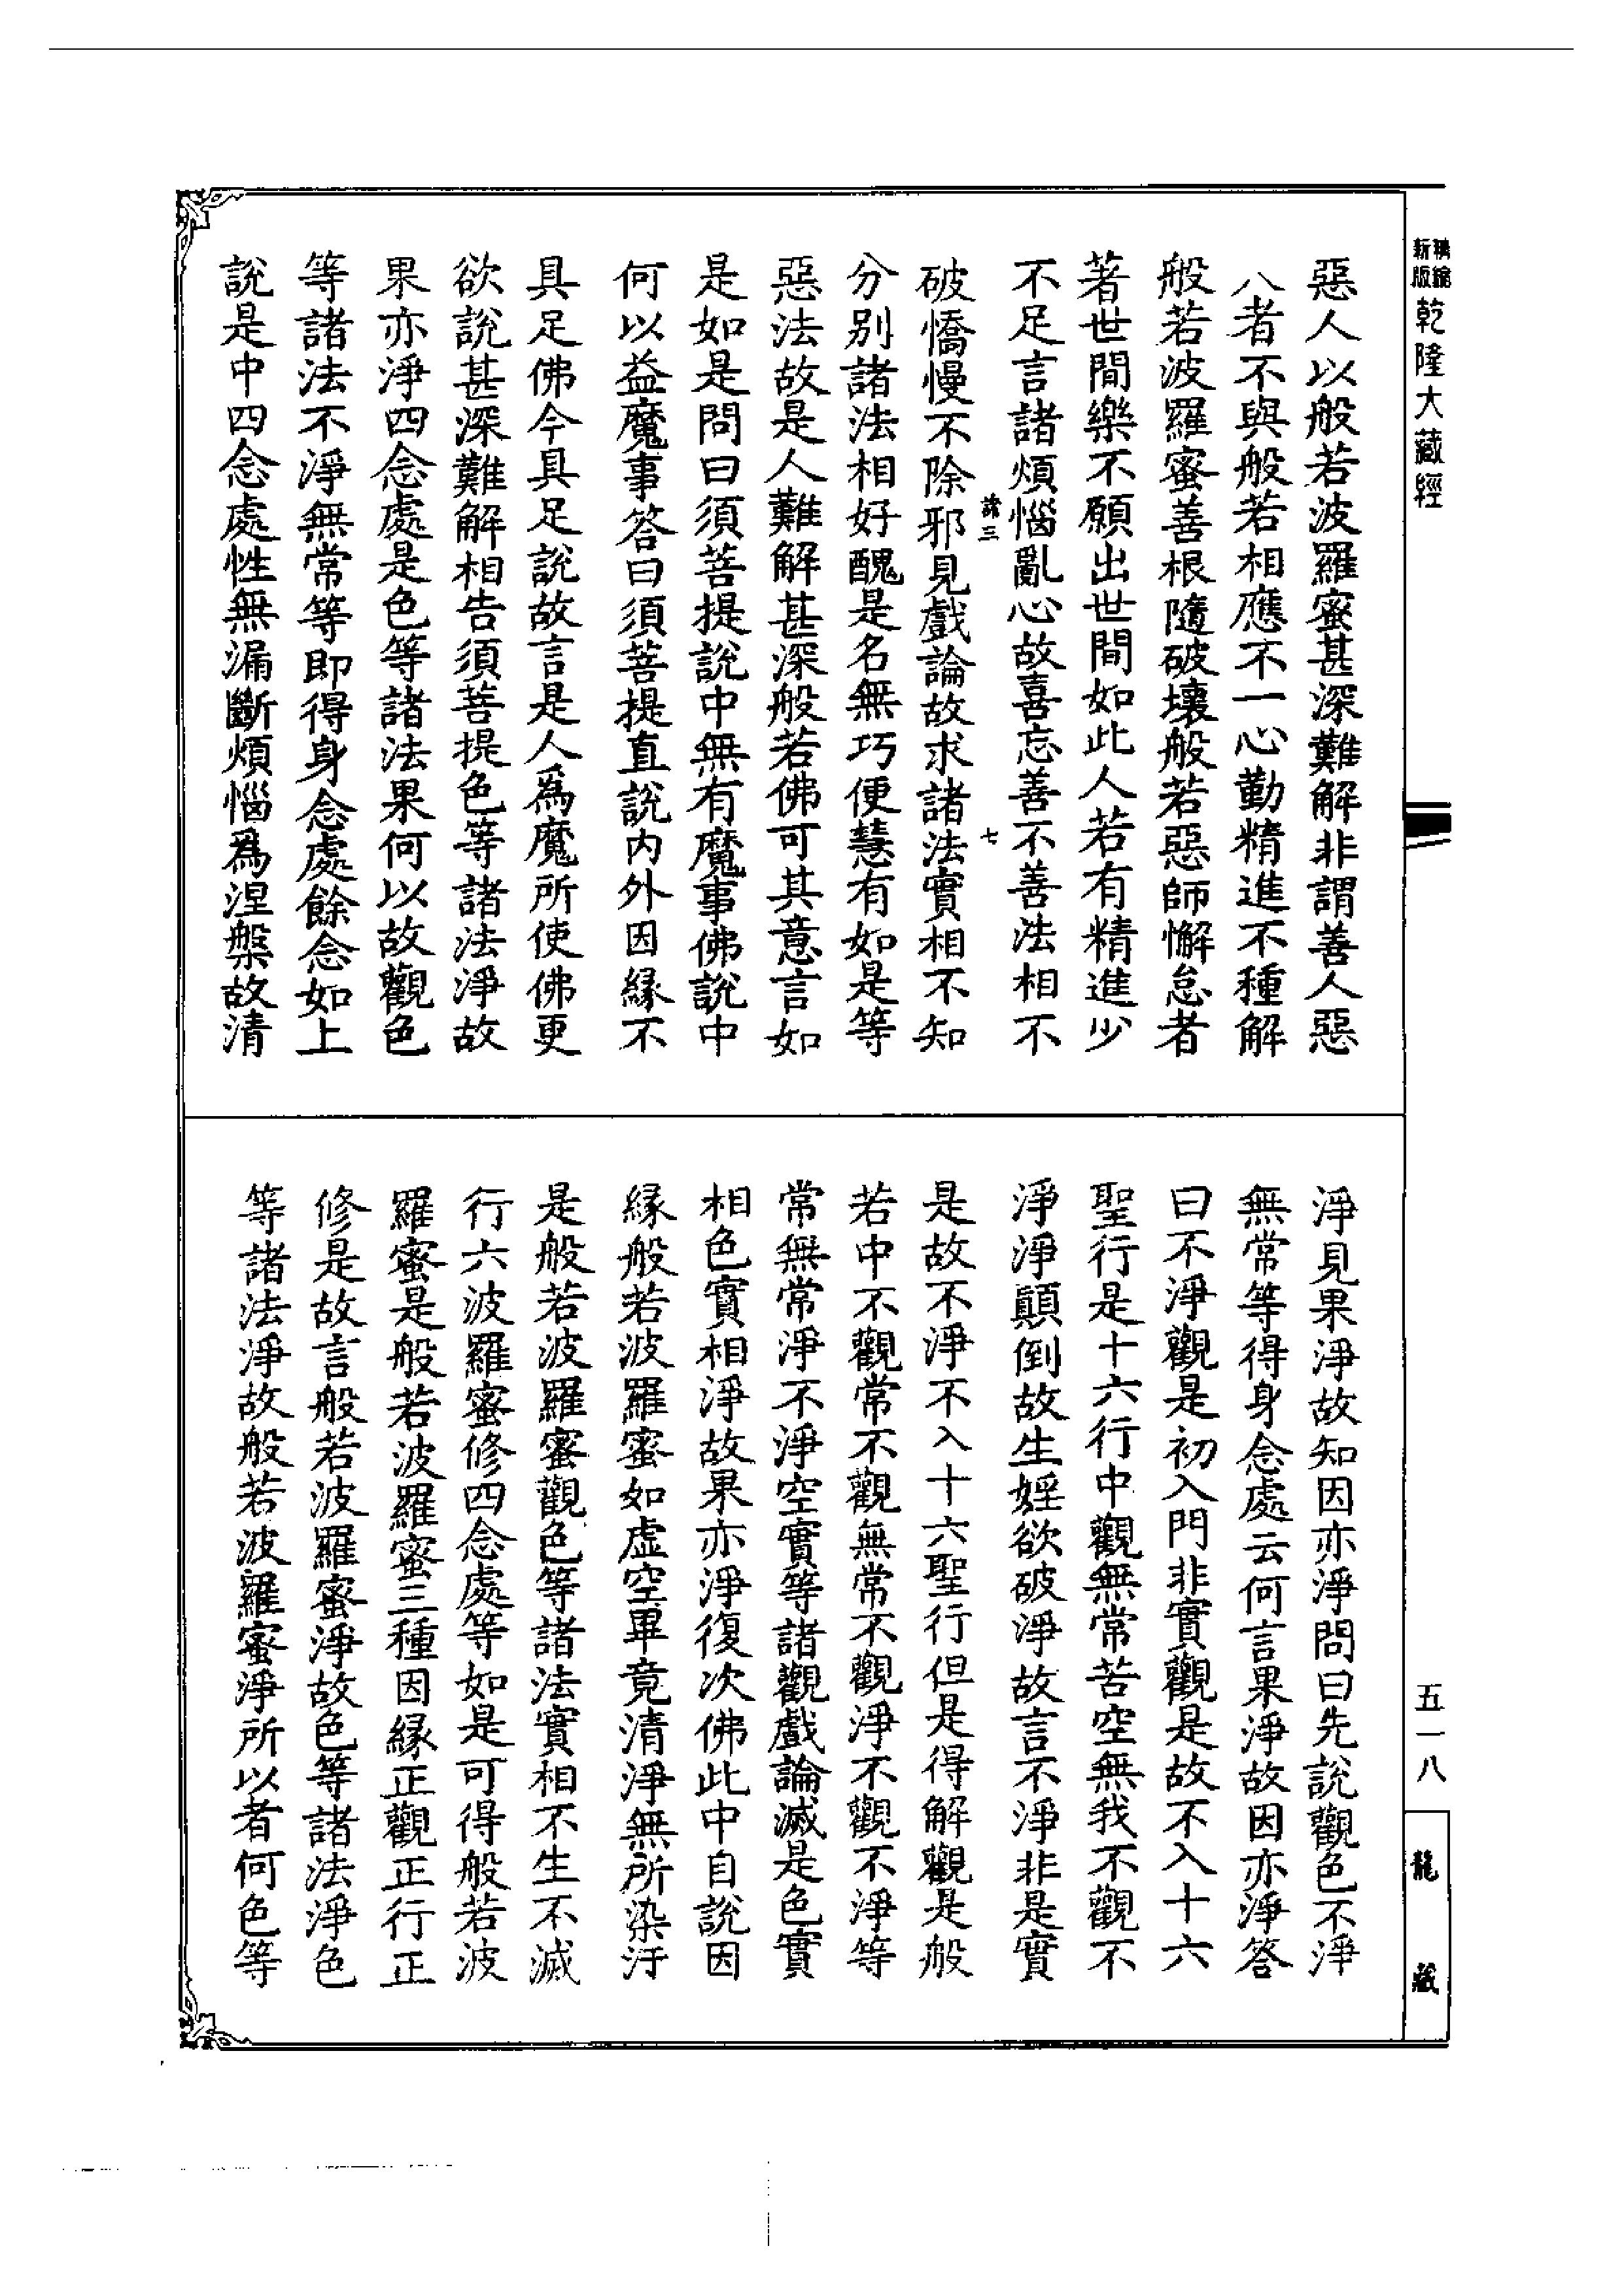 精縮新版乾隆大藏經
惡人以般若波羅蜜甚深難解非謂善人惡
八者不與般若相應不一心勤精進不種解
般若波羅蜜善根隨破壞般若惡師懈怠者
著世間樂不願出世間如此人若有精進少
不足言諸煩惱亂心故喜忘善不善法相不
三
七
破憍慢不除邪見戲論故求諸法實相不知
分別諸法相好醜是名無巧便慧有如是等
惡法故是人難解甚深般若佛可其意言如
是如是問曰須菩提說中無有魔事佛說中
何以益魔事答曰須菩提直說內外因緣不
具足佛今具足說故言是人為魔所使佛更
欲說甚深難解相告須菩提色等諸法淨故
果亦淨四念處是色等諸法果何以故觀色
等諸法不淨無常等即得身念處餘念如上
說是中四念處性無漏斷煩惱為涅槃故清
淨見果淨故知因亦淨問曰先說觀色不淨
無常等得身念處云何言果淨故因亦淨答
曰不淨觀是初入門非實觀是故不入十六
聖行是十六行中觀無常苦空無我不觀不
淨淨顛倒故生婬欲破淨故言不淨非是實
是故不淨不入十六聖行但是得解觀是般
若中不觀常不觀無常不觀淨不觀不淨等
常無常淨不淨空實等諸觀戲論滅是色實
相色實相淨故果亦淨復次佛此中自說因
緣般若波羅蜜如虛空畢竟清淨無所染汙
是般若波羅蜜觀色等諸法實相不生不滅
行六波羅蜜修四念處等如是可得般若波
羅蜜是般若波羅蜜三種因緣正觀正行正
修是故言般若波羅蜜淨故色等諸法淨色
等諸法淨故般若波羅蜜淨所以者何色等
五一八
龍藏